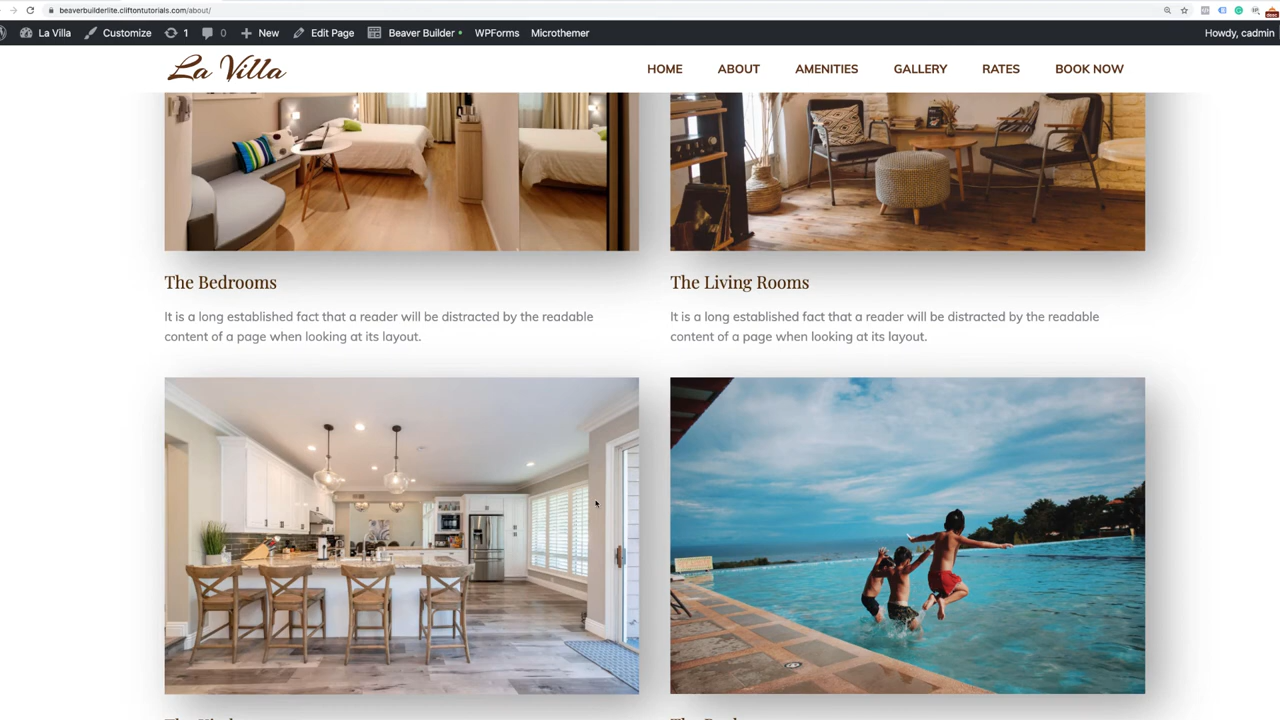 beaverbuilderlite.cliftontutorials.com/about/
La Villa
Customize
1
0
New
Edit Page
Beaver Builder
WPForms
Microthemer
Howdy, cadmin
La Villa
HOME
ABOUT
AMENITIES
GALLERY
RATES
BOOK NOW
The Bedrooms
It is a long established fact that a reader will be distracted by the readable
content of a page when looking at its layout.
The Living Rooms
It is a long established fact that a reader will be distracted by the readable
content of a page when looking at its layout.